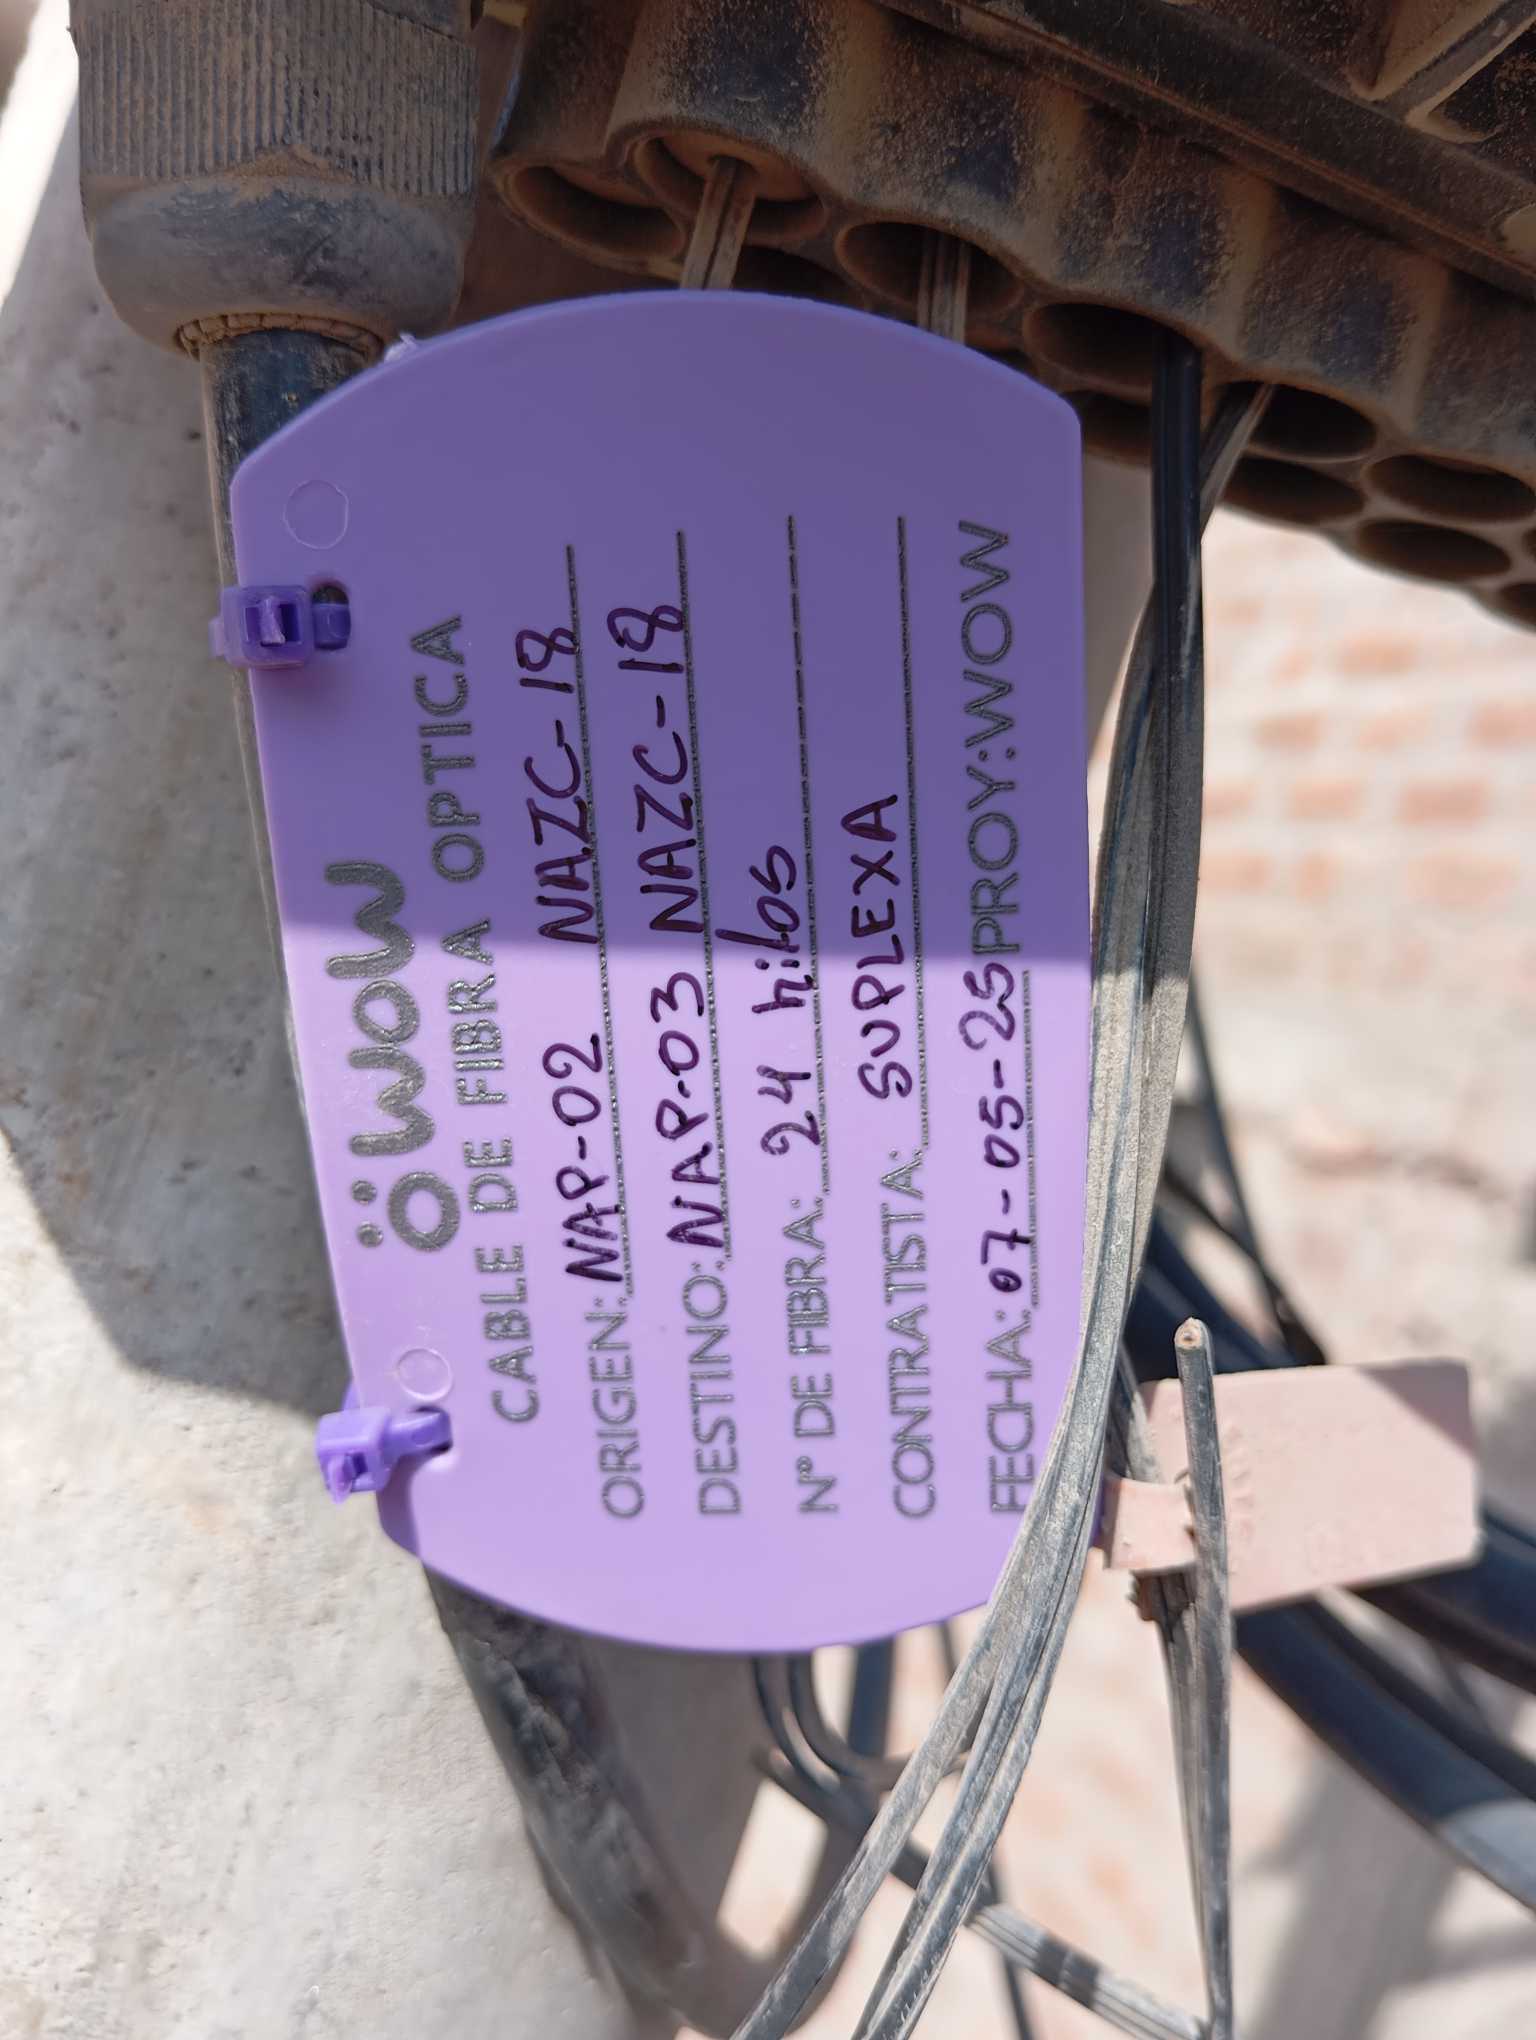 WOW
CABLE DE FIBRA OPTICA
ORIGEN: NAP-02 NAZC-18
DESTINO: NAP-03 NAZC-18
N° DE FIBRA: 24 hilos
CONTRATISTA: SUPLEXA
FECHA: 07-05-25 PROY:WOW